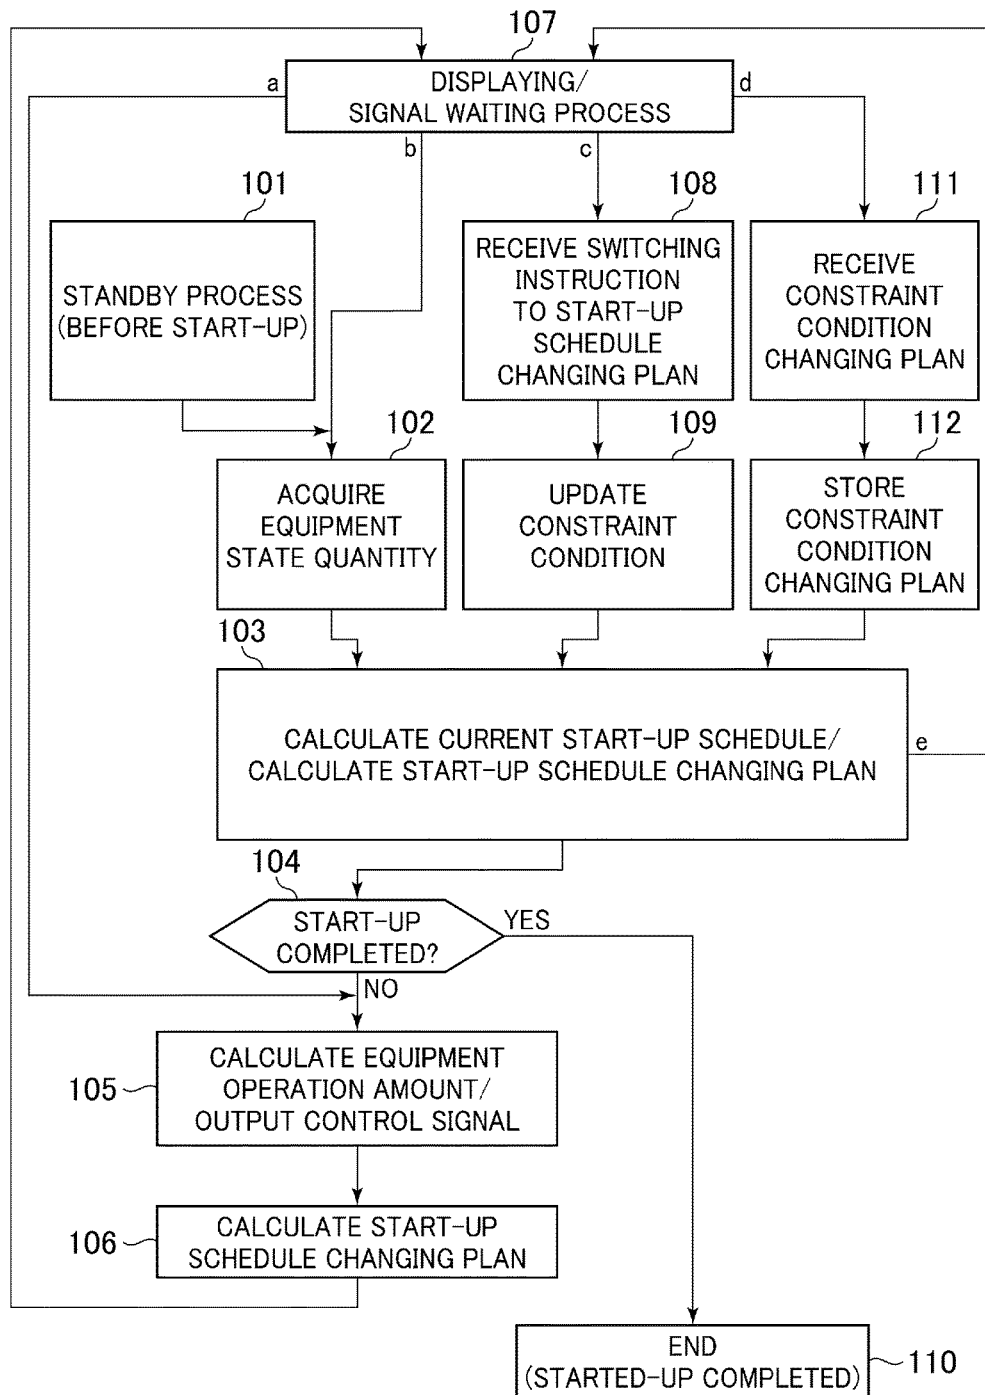 107
DISPLAYING/
SIGNAL WAITING PROCESS
a
b
c
d
101
STANDBY PROCESS
(BEFORE START-UP)
108
RECEIVE SWITCHING
INSTRUCTION
TO START-UP
SCHEDULE
CHANGING PLAN
111
RECEIVE
CONSTRAINT
CONDITION
CHANGING PLAN
102
ACQUIRE
EQUIPMENT
STATE QUANTITY
109
UPDATE
CONSTRAINT
CONDITION
112
STORE
CONSTRAINT
CONDITION
CHANGING PLAN
103
CALCULATE CURRENT START-UP SCHEDULE/
CALCULATE START-UP SCHEDULE CHANGING PLAN
e
104
START-UP
COMPLETED?
YES
NO
105
CALCULATE EQUIPMENT
OPERATION AMOUNT/
OUTPUT CONTROL SIGNAL
106
CALCULATE START-UP
SCHEDULE CHANGING PLAN
END
(STARTED-UP COMPLETED)
110